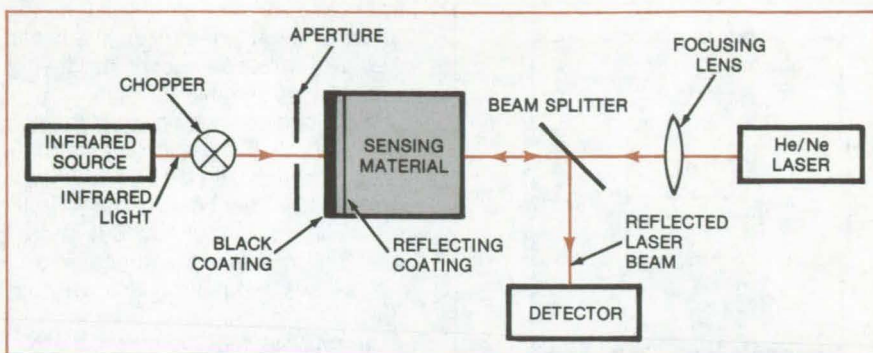 APERTURE
CHOPPER
FOCUSING
LENS
BEAM SPLITTER
INFRARED
SOURCE
SENSING
MATERIAL
He/Ne
LASER
INFRARED
LIGHT
BLACK
COATING
REFLECTING
COATING
REFLECTED
LASER
BEAM
DETECTOR